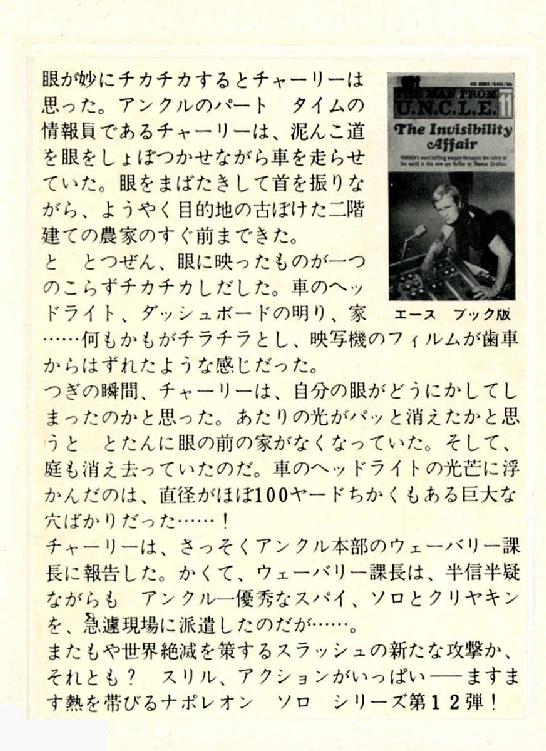 眼が妙にチカチカするとチャーリーは
思った。アンクルのパート　タイムの
情報員であるチャーリーは、泥んこ道
を眼をしょぼつかせながら車を走らせ
ていた。眼をまばたきして首を振りな
がら、ようやく目的地の古ぼけた二階
建ての農家のすぐ前まできた。
と　とつぜん、眼に映ったものが一つ
のこらずチカチカしだした。車のヘッ
ドライト、ダッシュボードの明り、家
……何もかもがチラチラとし、映写機のフィルムが歯車
からはずれたような感じだった。
つぎの瞬間、チャーリーは、自分の眼がどうにかしてし
まったのかと思った。あたりの光がパッと消えたかと思
うと　とたんに眼の前の家がなくなっていた。そして、
庭も消え去っていたのだ。車のヘッドライトの光芒に浮
かんだのは、直径がほぼ100ヤードちかくもある巨大な
穴ばかりだった……！
チャーリーは、さっそくアンクル本部のウェーバリー課
長に報告した。かくて、ウェーバリー課長は、半信半疑
ながらも　アンクル一優秀なスパイ、ソロとクリヤキン
を、急遽現場に派遣したのだが……。
またもや世界絶滅を策するスラッシュの新たな攻撃か、
それとも？　スリル、アクションがいっぱい――ますま
す熱を帯びるナポレオン　ソロ　シリーズ第１２弾！
THE MAN FROM
U.N.C.L.E. 11
The Invisibility
Affair
エース　ブック版